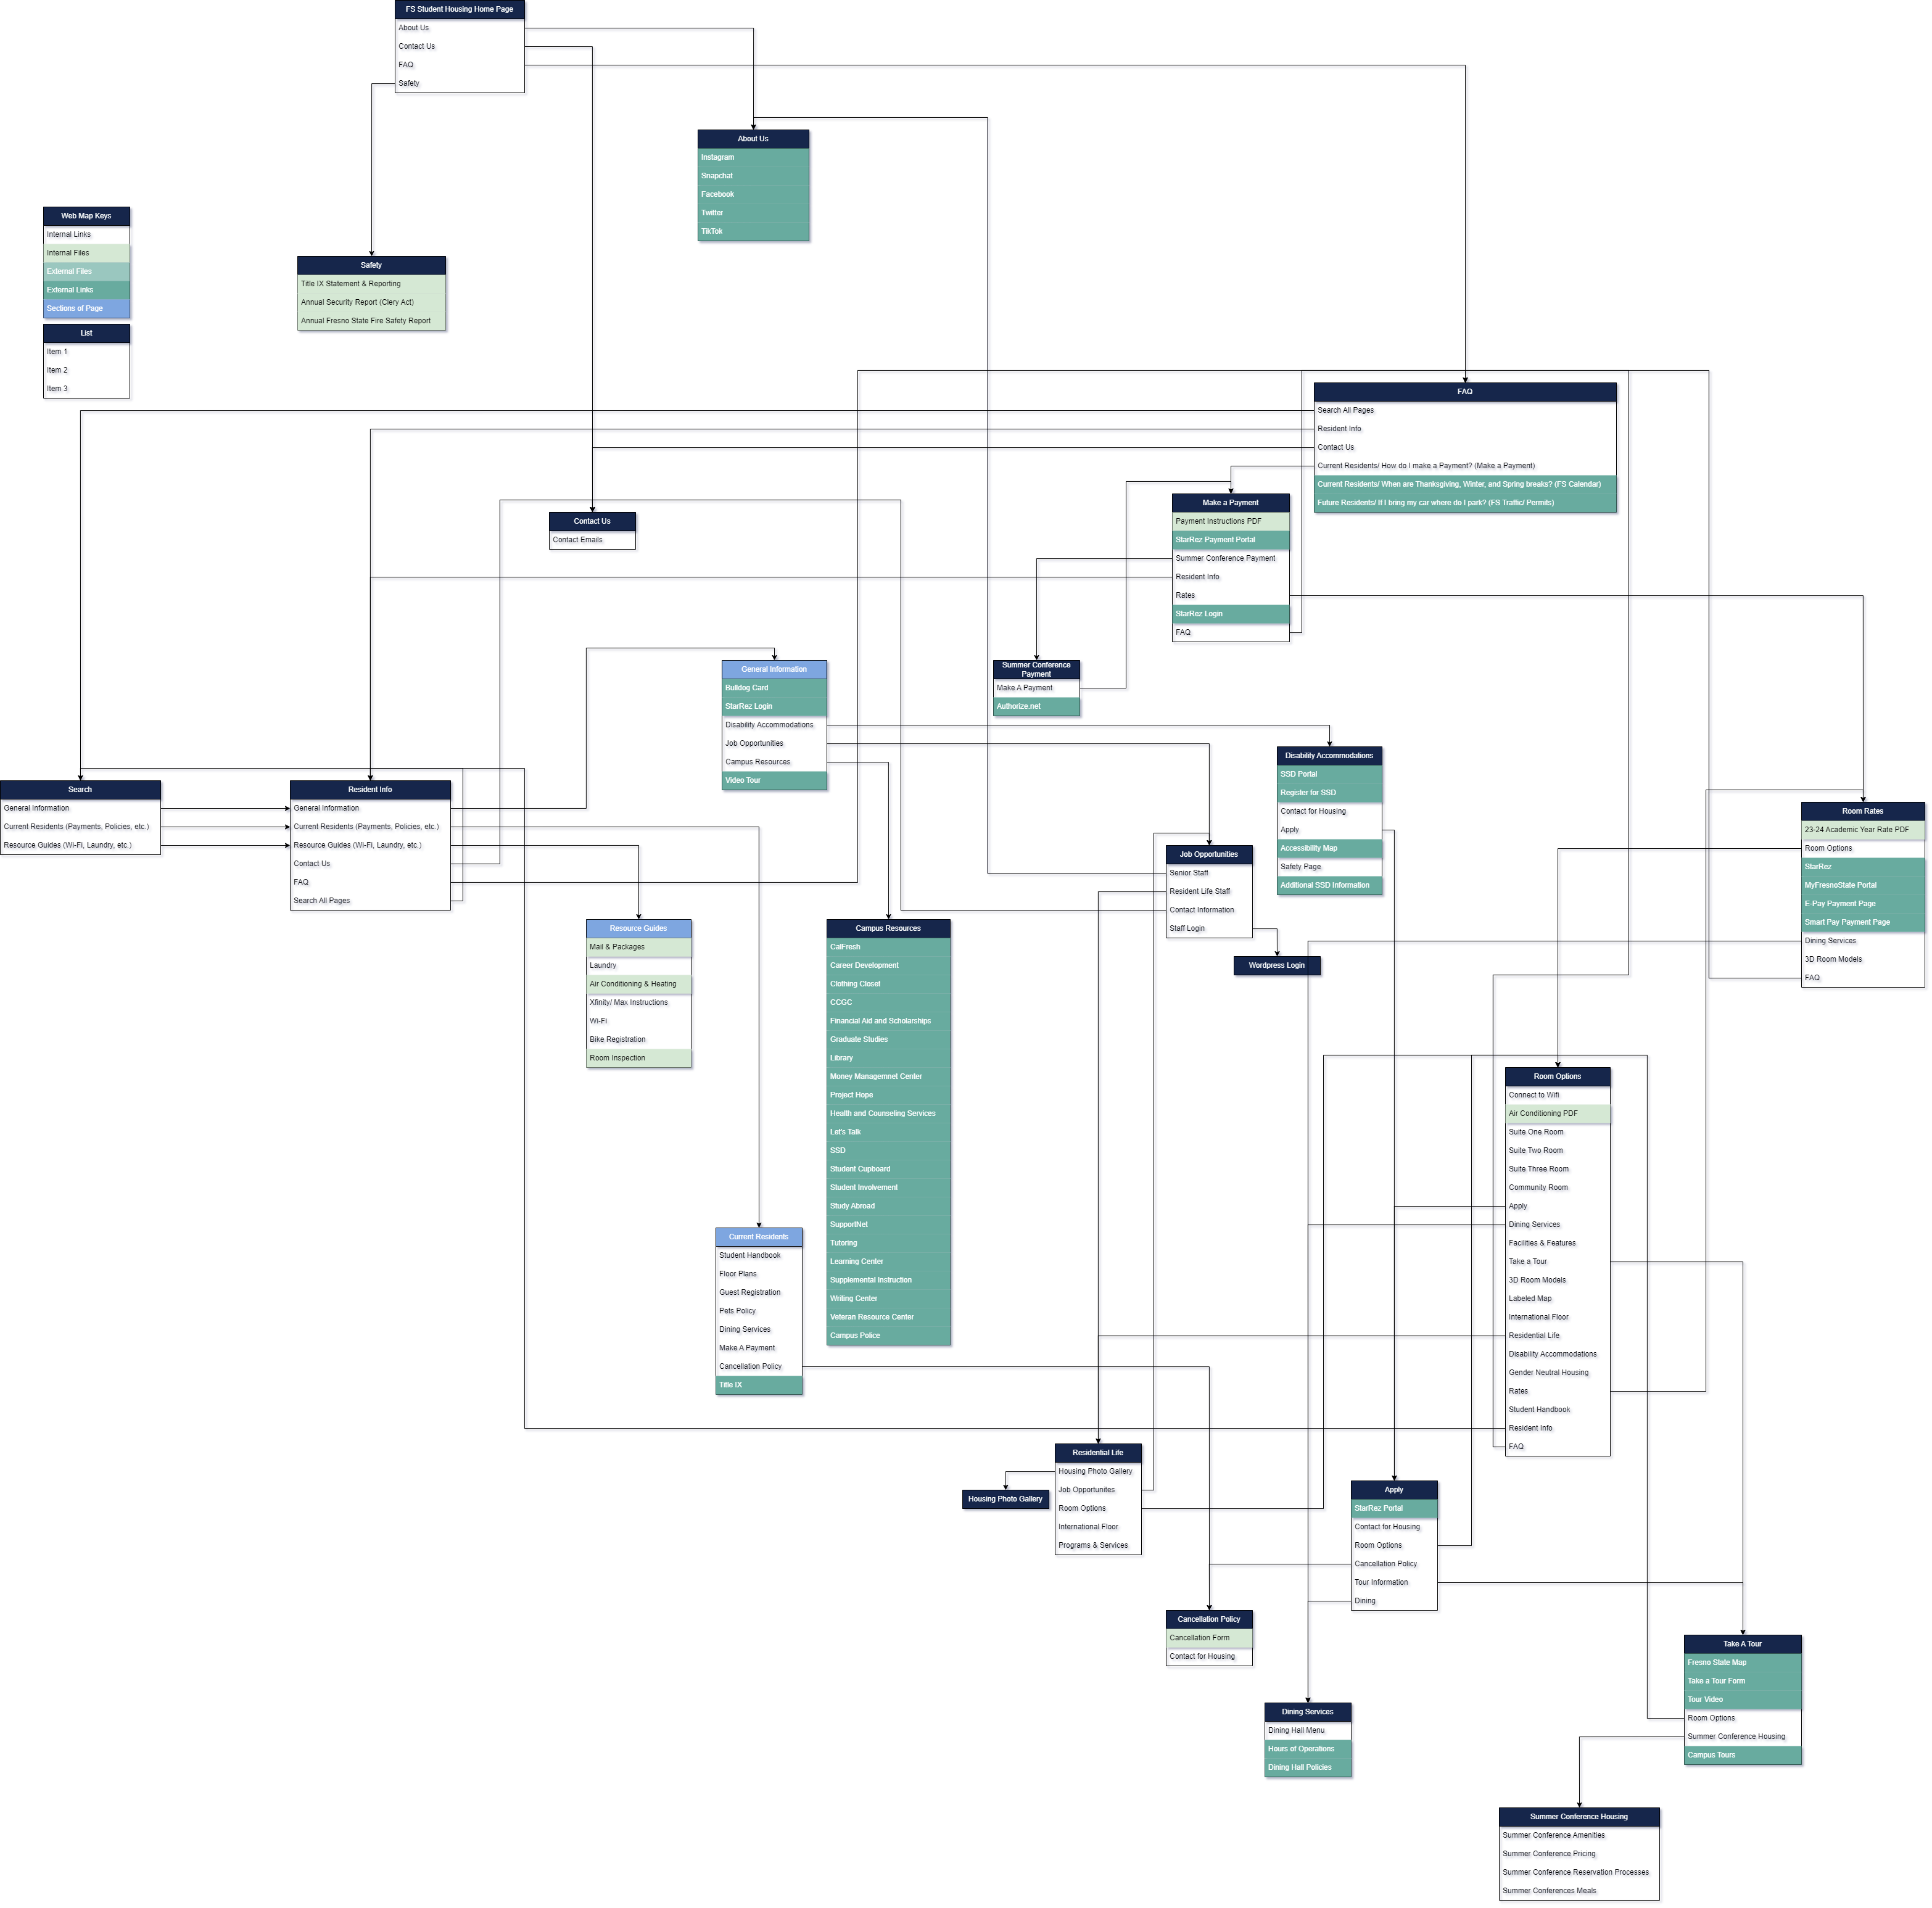 FS Student Housing Home Page
About Us
Contact Us
FAQ
Safety
About Us
Instagram
Snapchat
Facebook
Twitter
TikTok
Web Map Keys
Internal Links
Internal Files
External Files
External Links
Sections of Page
List
Item 1
Item 2
Item 3
Safety
Title IX Statement & Reporting
Annual Security Report (Clery Act)
Annual Fresno State Fire Safety Report
FAQ
Search All Pages
Resident Info
Contact Us
Current Residents/ How do I make a Payment? (Make a Payment)
Current Residents/ When are Thanksgiving, Winter, and Spring breaks? (FS Calendar)
Future Residents/ If I bring my car where do I park? (FS Traffic/ Permits)
Contact Us
Contact Emails
Make a Payment
Payment Instructions PDF
StarRez Payment Portal
Summer Conference Payment
Resident Info
Rates
StarRez Login
FAQ
General Information
Bulldog Card
StarRez Login
Disability Accommodations
Job Opportunities
Campus Resources
Video Tour
Summer Conference
Payment
Make A Payment
Authorize.net
Disability Accommodations
SSD Portal
Register for SSD
Contact for Housing
Apply
Accessibility Map
Safety Page
Additional SSD Information
Search
General Information
Current Residents (Payments, Policies, etc.)
Resource Guides (Wi-Fi, Laundry, etc.)
Resident Info
General Information
Current Residents (Payments, Policies, etc.)
Resource Guides (Wi-Fi, Laundry, etc.)
Contact Us
FAQ
Search All Pages
Room Rates
23-24 Academic Year Rate PDF
Room Options
StarRez
MyFresnoState Portal
E-Pay Payment Page
Smart Pay Payment Page
Dining Services
3D Room Models
FAQ
Job Opportunities
Senior Staff
Resident Life Staff
Contact Information
Staff Login
Wordpress Login
Resource Guides
Mail & Packages
Laundry
Air Conditioning & Heating
Xfinity/ Max Instructions
Wi-Fi
Bike Registration
Room Inspection
Campus Resources
CalFresh
Career Development
Clothing Closet
CCGC
Financial Aid and Scholarships
Graduate Studies
Library
Money Managemnet Center
Project Hope
Health and Counseling Services
Let's Talk
SSD
Student Cupboard
Student Involvement
Study Abroad
SupportNet
Tutoring
Learning Center
Supplemental Instruction
Writing Center
Veteran Resource Center
Campus Police
Room Options
Connect to Wifi
Air Conditioning PDF
Suite One Room
Suite Two Room
Suite Three Room
Community Room
Apply
Dining Services
Facilities & Features
Take a Tour
3D Room Models
Labeled Map
International Floor
Residential Life
Disability Accommodations
Gender Neutral Housing
Rates
Student Handbook
Resident Info
FAQ
Current Residents
Student Handbook
Floor Plans
Guest Registration
Pets Policy
Dining Services
Make A Payment
Cancellation Policy
Title IX
Residential Life
Housing Photo Gallery
Job Opportunites
Room Options
International Floor
Programs & Services
Housing Photo Gallery
Apply
StarRez Portal
Contact for Housing
Room Options
Cancellation Policy
Tour Information
Dining
Cancellation Policy
Cancellation Form
Contact for Housing
Take A Tour
Fresno State Map
Take a Tour Form
Tour Video
Room Options
Summer Conference Housing
Campus Tours
Dining Services
Dining Hall Menu
Hours of Operations
Dining Hall Policies
Summer Conference Housing
Summer Conference Amenities
Summer Conference Pricing
Summer Conference Reservation Processes
Summer Conferences Meals